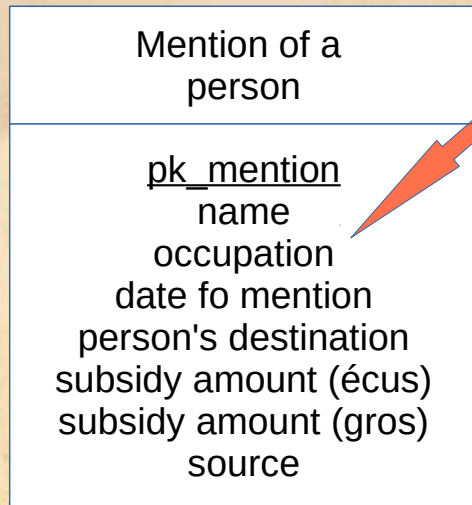 Mention of a
person
pk_mention
name
occupation
date fo mention
person's destination
subsidy amount (écus)
subsidy amount (gros)
source